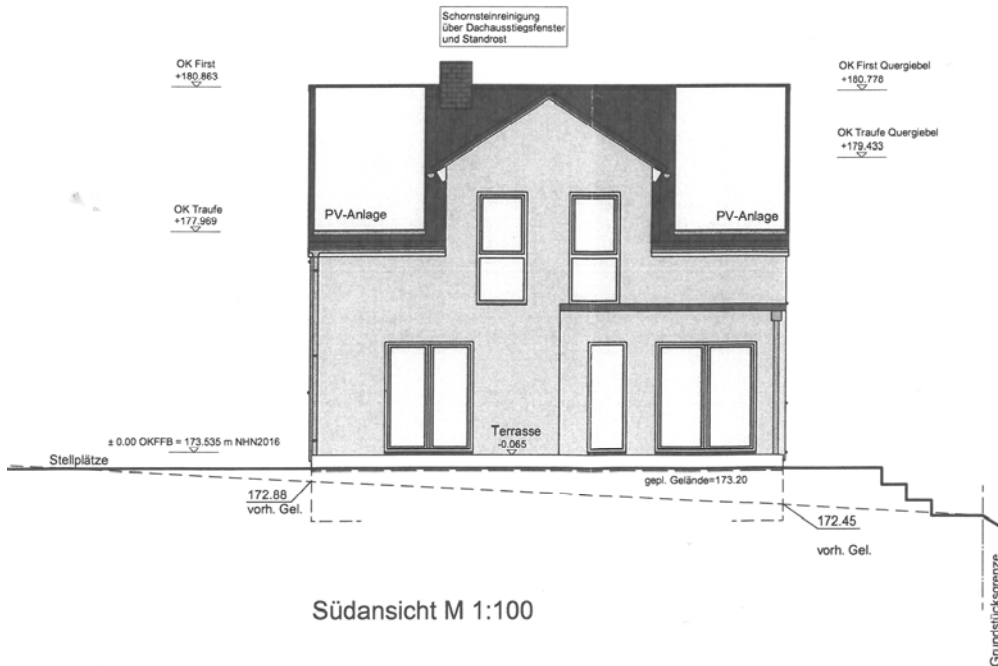 Schornsteinreinigung
über Dachausstiegsfenster
und Standrost
OK First
+180.863
OK First Quergiebel
+180.778
OK Traufe Quergiebel
+179.433
OK Traufe
+177.969
PV-Anlage
PV-Anlage
± 0.00 OKFFB = 173.535 m NHN2016
Terrasse
-0.065
Stellplätze
gepl. Gelände=173.20
172.88
vorh. Gel.
172.45
vorh. Gel.
Grundstücksgrenze
Südansicht M 1:100